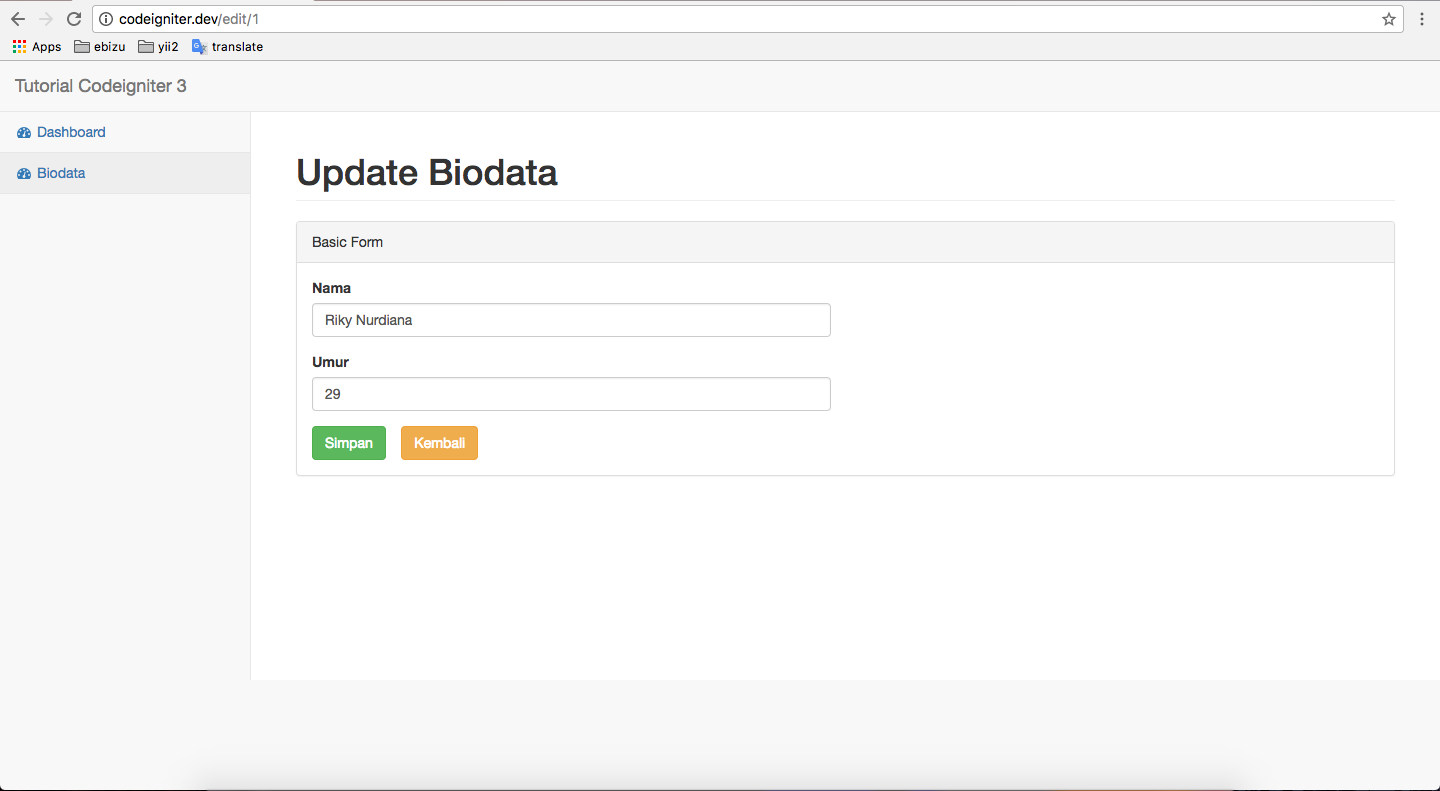 codeigniter.dev/edit/1
Apps ebizu yii2 translate
Tutorial Codeigniter 3
Dashboard
Biodata
Update Biodata
Basic Form
Nama
Riky Nurdiana
Umur
29
Simpan Kembali